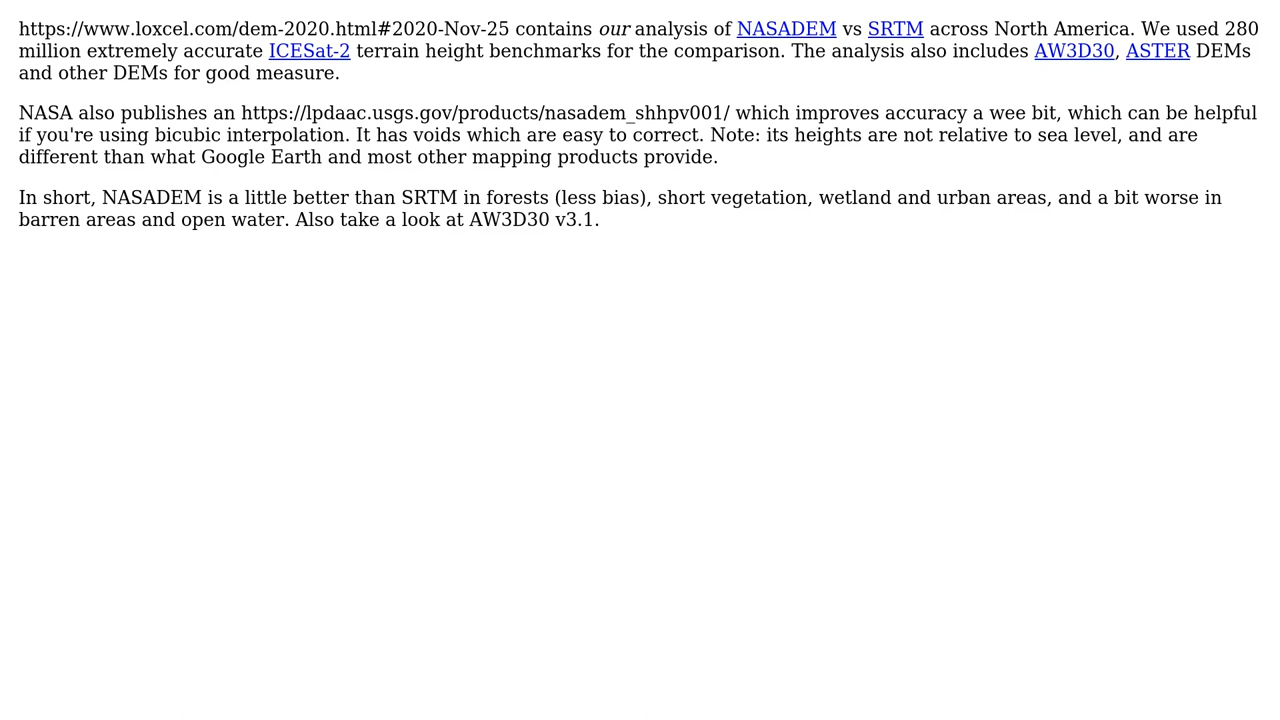 https://www.loxcel.com/dem-2020.html#2020-Nov-25 contains our analysis of NASADEM vs SRTM across North America. We used 280
million extremely accurate ICESat-2 terrain height benchmarks for the comparison. The analysis also includes AW3D30, ASTER DEMs
and other DEMs for good measure.
NASA also publishes an https://lpdaac.usgs.gov/products/nasadem_shhpv001/ which improves accuracy a wee bit, which can be helpful
if you're using bicubic interpolation. It has voids which are easy to correct. Note: its heights are not relative to sea level, and are
different than what Google Earth and most other mapping products provide.
In short, NASADEM is a little better than SRTM in forests (less bias), short vegetation, wetland and urban areas, and a bit worse in
barren areas and open water. Also take a look at AW3D30 v3.1.